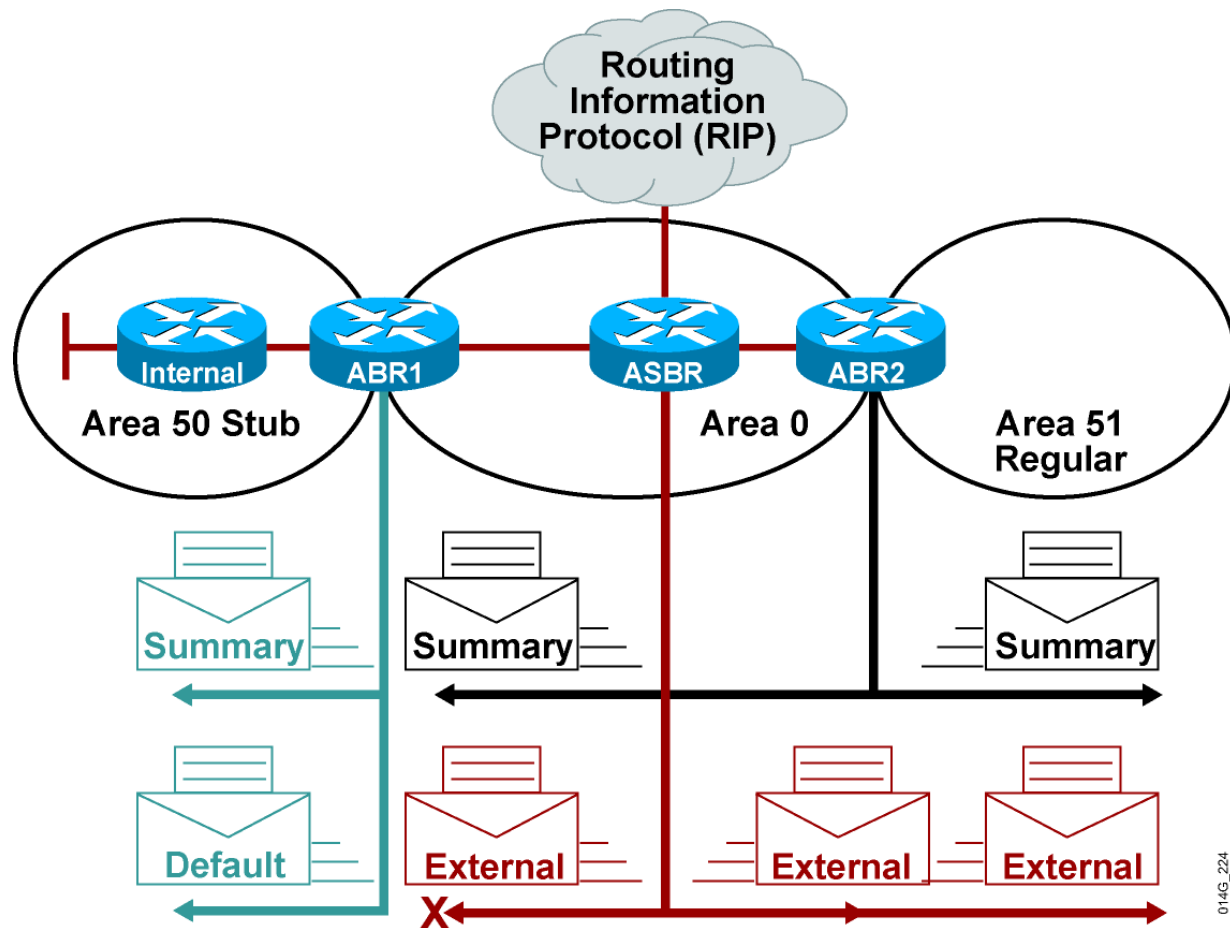 Routing
Information
Protocol (RIP)
Internal
ABR1
ASBR
ABR2
Area 50 Stub
Area 0
Area 51
Regular
Summary
Summary
Summary
Default
External
External
External
X
014G_224